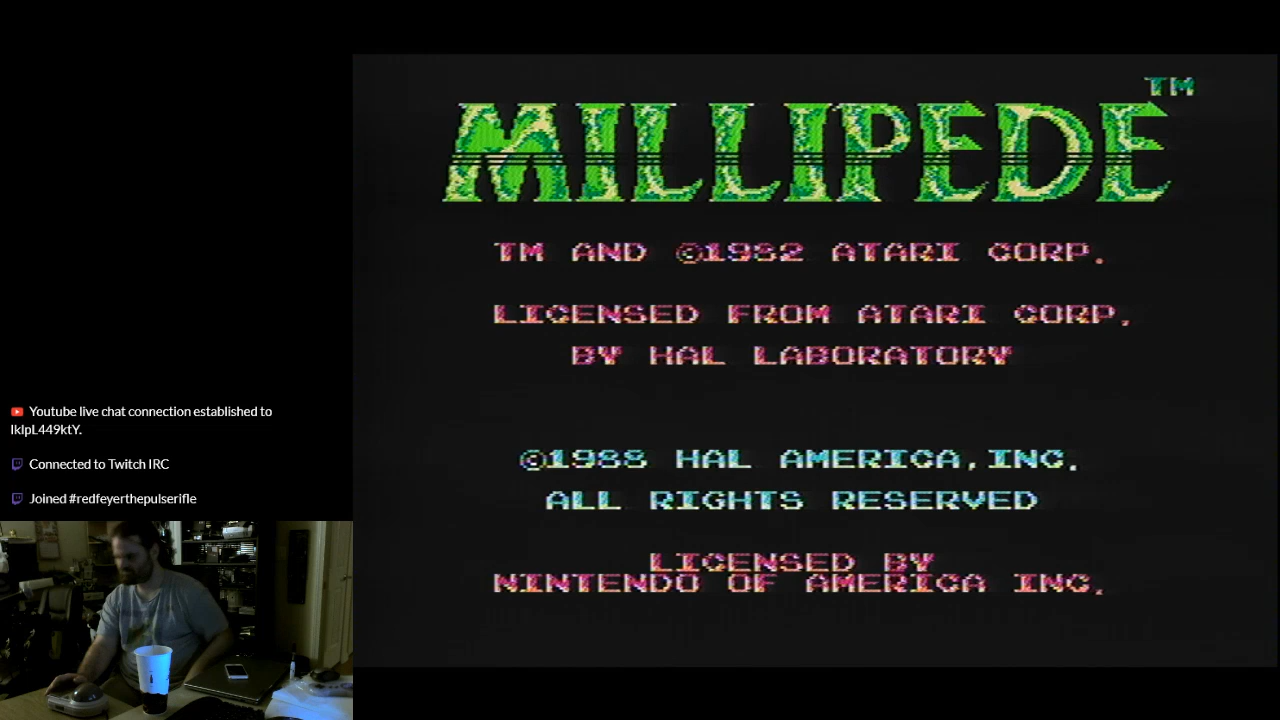 MILLIPEDE TM
TM AND ©1982 ATARI CORP.
LICENSED FROM ATARI CORP.
BY HAL LABORATORY
©1988 HAL AMERICA,INC.
ALL RIGHTS RESERVED
LICENSED BY
NINTENDO OF AMERICA INC.
Youtube live chat connection established to
lklpL449ktY.
Connected to Twitch IRC
Joined #redfeyerthepulserifle